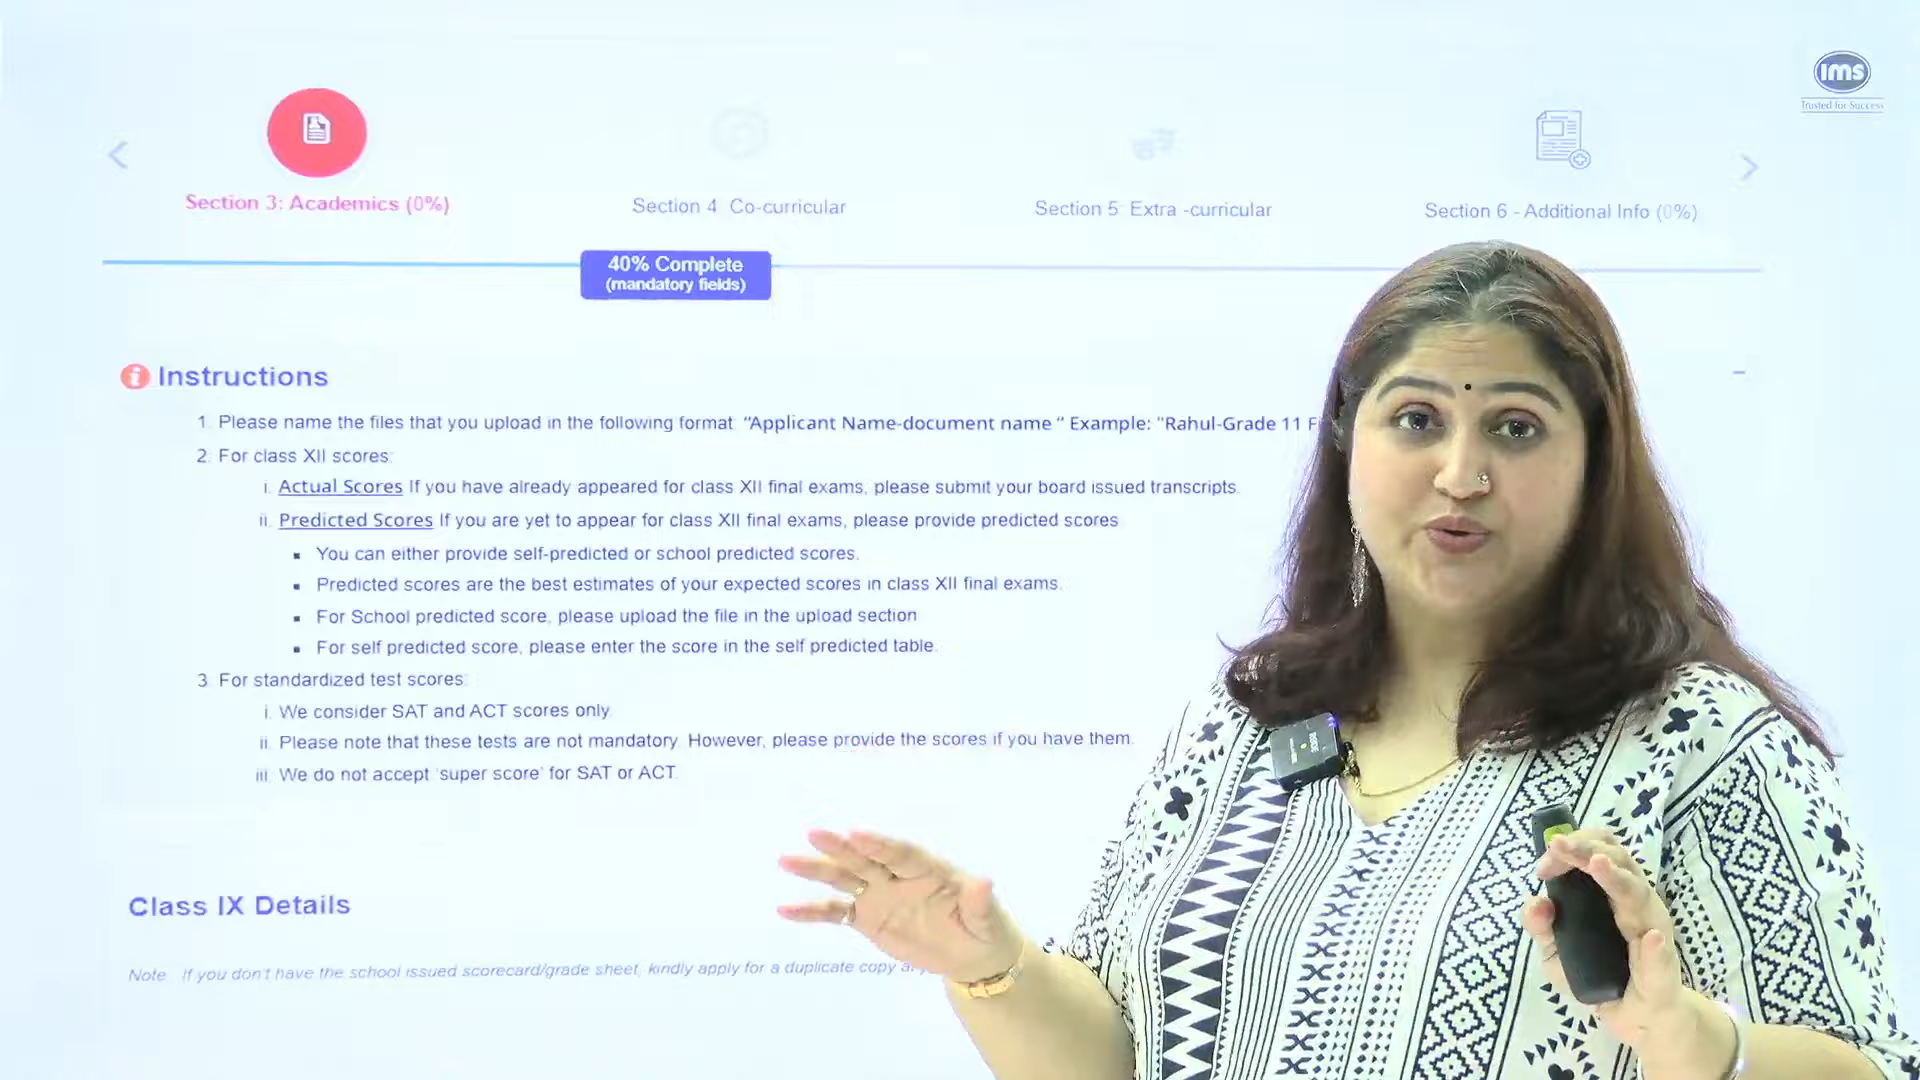 ims
Trusted for Success
Section 3: Academics (0%)
Section 4 Co-curricular
Section 5 Extra -curricular
Section 6 - Additional Info (0%)
40% Complete
(mandatory fields)
Instructions
1. Please name the files that you upload in the following format “Applicant Name-document name “ Example: "Rahul-Grade 11
2. For class XII scores:
i. Actual Scores If you have already appeared for class XII final exams, please submit your board issued transcripts.
ii. Predicted Scores If you are yet to appear for class XII final exams, please provide predicted scores
▪ You can either provide self-predicted or school predicted scores.
▪ Predicted scores are the best estimates of your expected scores in class XII final exams.
▪ For School predicted score, please upload the file in the upload section
▪ For self predicted score, please enter the score in the self predicted table.
3 For standardized test scores:
i. We consider SAT and ACT scores only.
ii. Please note that these tests are not mandatory. However, please provide the scores if you have them.
iii. We do not accept 'super score' for SAT or ACT.
Class IX Details
Note If you don't have the school issued scorecard/grade sheet, kindly apply for a duplicate copy